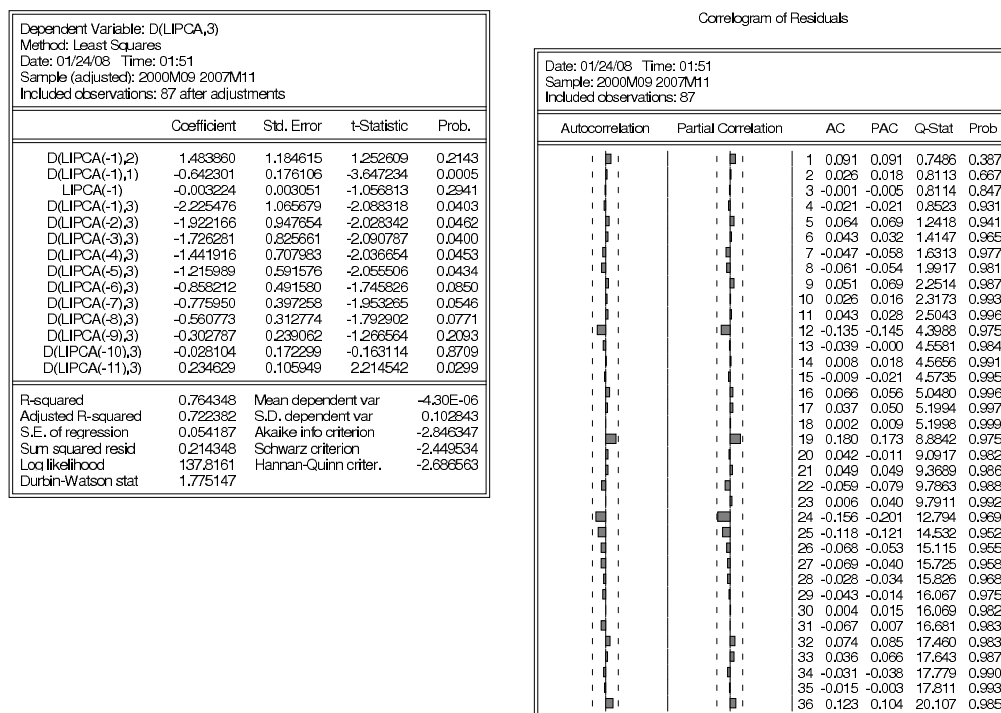 Dependent Variable: D(LIPCA,3)
Method: Least Squares
Date: 01/24/08 Time: 01:51
Sample (adjusted): 2000M09 2007M11
Included observations: 87 after adjustments
Coefficient Std. Error t-Statistic Prob.
D(LIPCA(-1),2) 1.483860 1.184615 1.252609 0.2143
D(LIPCA(-1),1) -0.642301 0.176106 -3.647234 0.0005
LIPCA(-1) -0.003224 0.003051 -1.056813 0.2941
D(LIPCA(-1),3) -2.225476 1.065679 -2.088318 0.0403
D(LIPCA(-2),3) -1.922166 0.947654 -2.028342 0.0462
D(LIPCA(-3),3) -1.726281 0.825661 -2.090787 0.0400
D(LIPCA(-4),3) -1.441916 0.707983 -2.036654 0.0453
D(LIPCA(-5),3) -1.215989 0.591576 -2.055506 0.0434
D(LIPCA(-6),3) -0.858212 0.491580 -1.745826 0.0850
D(LIPCA(-7),3) -0.775950 0.397258 -1.953265 0.0546
D(LIPCA(-8),3) -0.560773 0.312774 -1.792902 0.0771
D(LIPCA(-9),3) -0.302787 0.239062 -1.266564 0.2093
D(LIPCA(-10),3) -0.028104 0.172299 -0.163114 0.8709
D(LIPCA(-11),3) 0.234629 0.105949 2.214542 0.0299
R-squared 0.764348 Mean dependent var -4.30E-06
Adjusted R-squared 0.722382 S.D. dependent var 0.102843
S.E. of regression 0.054187 Akaike info criterion -2.846347
Sum squared resid 0.214348 Schwarz criterion -2.449534
Log likelihood 137.8161 Hannan-Quinn criter. -2.686563
Durbin-Watson stat 1.775147
Correlogram of Residuals
Date: 01/24/08 Time: 01:51
Sample: 2000M09 2007M11
Included observations: 87
Autocorrelation Partial Correlation AC PAC Q-Stat Prob
1 0.091 0.091 0.7486 0.387
2 0.026 0.018 0.8113 0.667
3 -0.001 -0.005 0.8114 0.847
4 -0.021 -0.021 0.8523 0.931
5 0.064 0.069 1.2418 0.941
6 0.043 0.032 1.4147 0.965
7 -0.047 -0.058 1.6313 0.977
8 -0.061 -0.054 1.9917 0.981
9 0.051 0.069 2.2514 0.987
10 0.026 0.016 2.3173 0.993
11 0.043 0.028 2.5043 0.996
12 -0.135 -0.145 4.3988 0.975
13 -0.039 -0.000 4.5581 0.984
14 0.008 0.018 4.5656 0.991
15 -0.009 -0.021 4.5735 0.995
16 0.066 0.056 5.0480 0.996
17 0.037 0.050 5.1994 0.997
18 0.002 0.009 5.1998 0.999
19 0.180 0.173 8.8842 0.975
20 0.042 -0.011 9.0917 0.982
21 0.049 0.049 9.3689 0.986
22 -0.059 -0.079 9.7863 0.988
23 0.006 0.040 9.7911 0.992
24 -0.156 -0.201 12.794 0.969
25 -0.118 -0.121 14.532 0.952
26 -0.068 -0.053 15.115 0.955
27 -0.069 -0.040 15.725 0.958
28 -0.028 -0.034 15.826 0.968
29 -0.043 -0.014 16.067 0.975
30 0.004 0.015 16.069 0.982
31 -0.067 0.007 16.681 0.983
32 0.074 0.085 17.460 0.983
33 0.036 0.066 17.643 0.987
34 -0.031 -0.038 17.779 0.990
35 -0.015 -0.003 17.811 0.993
36 0.123 0.104 20.107 0.985